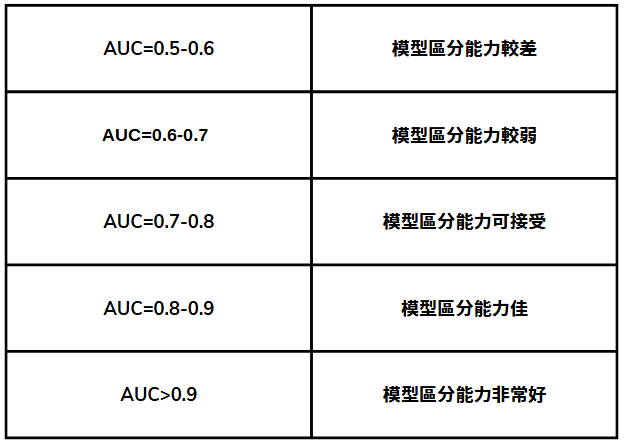 AUC=0.5-0.6 模型區分能力較差
AUC=0.6-0.7 模型區分能力較弱
AUC=0.7-0.8 模型區分能力可接受
AUC=0.8-0.9 模型區分能力佳
AUC>0.9 模型區分能力非常好